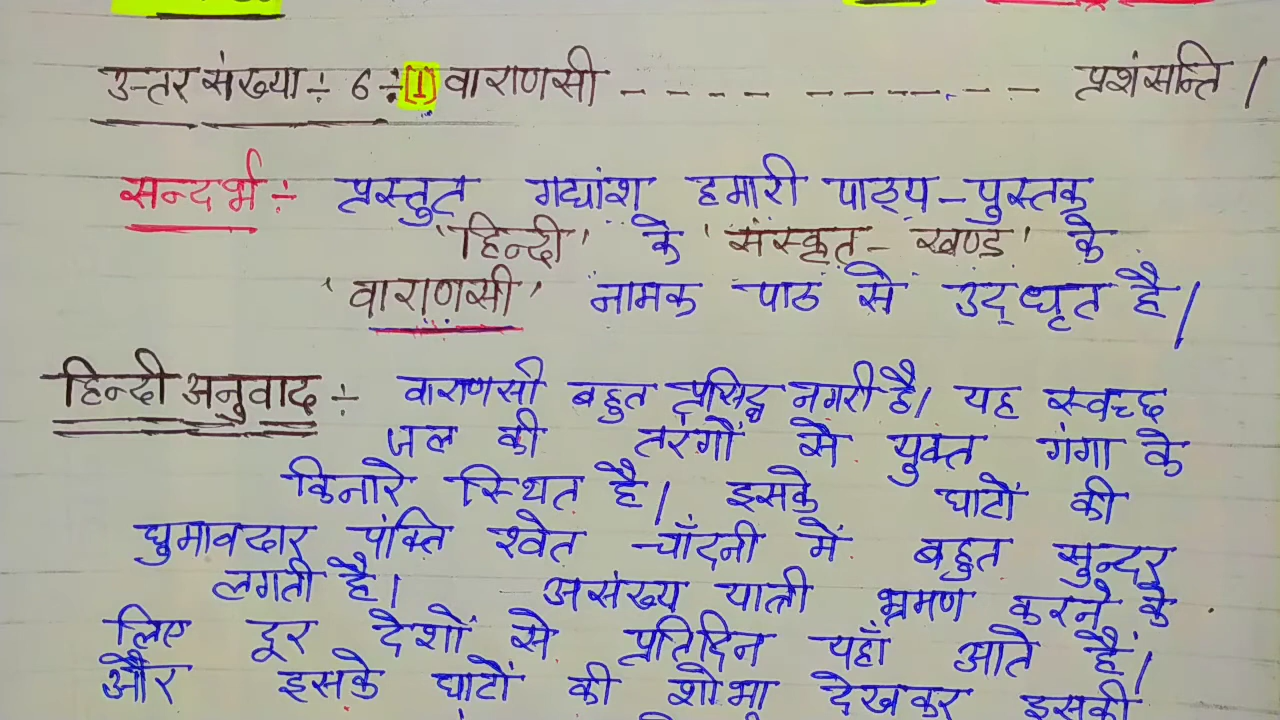 उत्तर संख्या ÷ 6 ÷ (I) वाराणसी ----- ------- प्रशंसन्ति।
सन्दर्भ ÷ प्रस्तुत गद्यांश हमारी पाठ्य-पुस्तक
'हिन्दी' के 'संस्कृत-खण्ड' के
'वाराणसी' नामक पाठ से उद्धृत है।
हिन्दी अनुवाद ÷ वाराणसी बहुत प्रसिद्ध नगरी है। यह स्वच्छ
जल की तरंगों से युक्त गंगा के
किनारे स्थित है। इसके घाटों की
घुमावदार पंक्ति श्वेत चाँदनी में बहुत सुन्दर
लगती है। असंख्य यात्री भ्रमण करने के
लिए दूर देशों से प्रतिदिन यहाँ आते हैं।
और इसके घाटों की शोभा देखकर इसकी